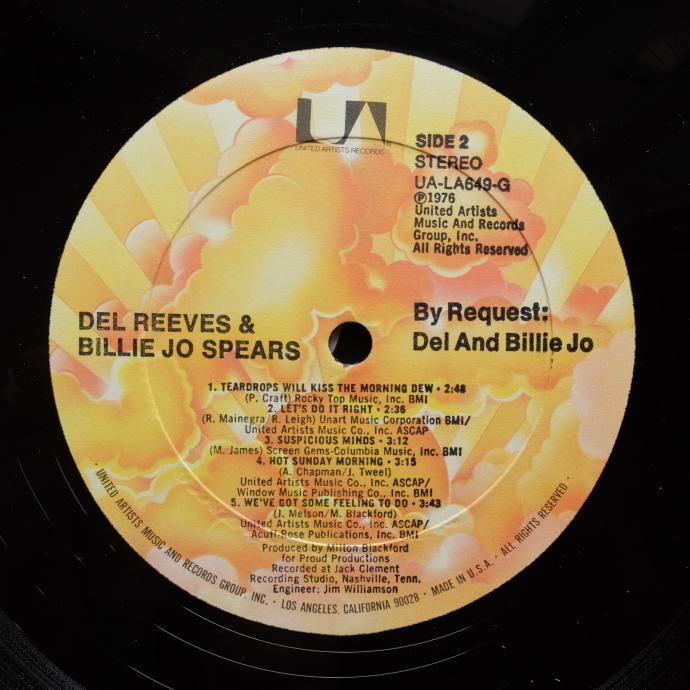 UA
UNITED ARTISTS RECORDS
SIDE 2
STEREO
UA-LA649-G
℗1976
United Artists
Music And Records
Group, Inc.
All Rights Reserved
DEL REEVES &
BILLIE JO SPEARS
By Request:
Del And Billie Jo
1. TEARDROPS WILL KISS THE MORNING DEW • 2:48
(P. Craft) Rocky Top Music, Inc. BMI
2. LET'S DO IT RIGHT • 2:36
(R. Mainegra/R. Leigh) Unart Music Corporation BMI/
United Artists Music Co., Inc. ASCAP
3. SUSPICIOUS MINDS • 3:12
(M. James) Screen Gems-Columbia Music, Inc. BMI
4. HOT SUNDAY MORNING • 3:15
(A. Chapman/J. Tweel)
United Artists Music Co., Inc. ASCAP/
Window Music Publishing Co., Inc. BMI
5. WE'VE GOT SOME FEELING TO DO • 3:43
(J. Melson/M. Blackford)
United Artists Music Co., Inc. ASCAP/
Acuff-Rose Publications, Inc. BMI
Produced by Milton Blackford
for Proud Productions
Recorded at Jack Clement
Recording Studio, Nashville, Tenn.
Engineer: Jim Williamson
• UNITED ARTISTS MUSIC AND RECORDS GROUP, INC. • LOS ANGELES, CALIFORNIA 90028 • MADE IN U.S.A. • ALL RIGHTS RESERVED •